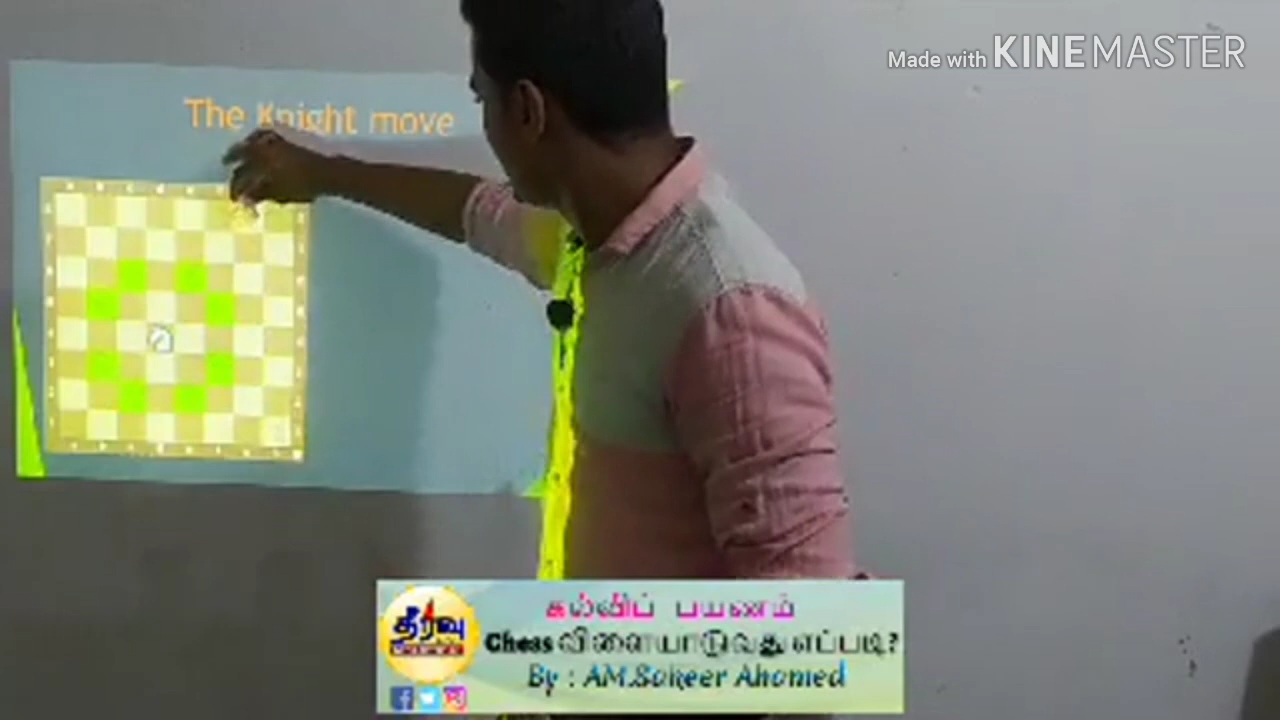 Made with KINEMASTER
The Knight move
கல்விப் பயணம்
தீர்வு
Chess விளையாடுவது எப்படி?
By : AM.Sakeer Ahamed